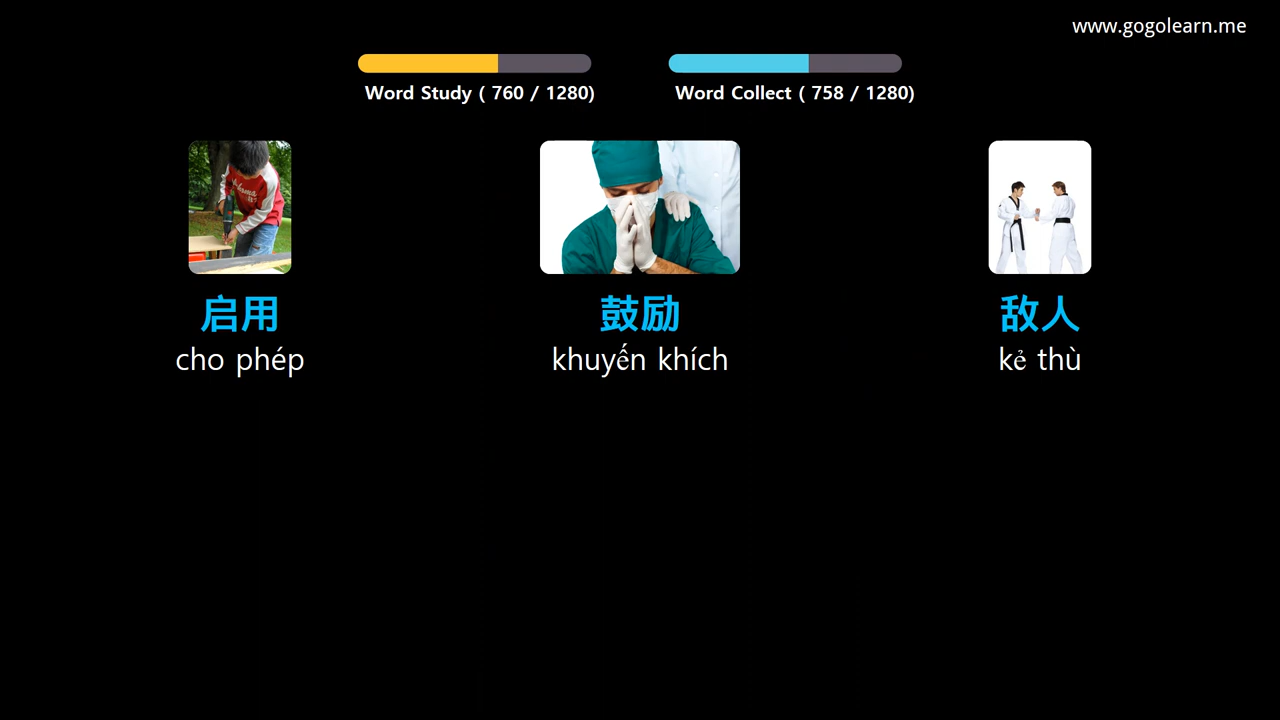 www.gogolearn.me
Word Study ( 760 / 1280)
Word Collect ( 758 / 1280)
启用
鼓励
敌人
cho phép
khuyến khích
kẻ thù